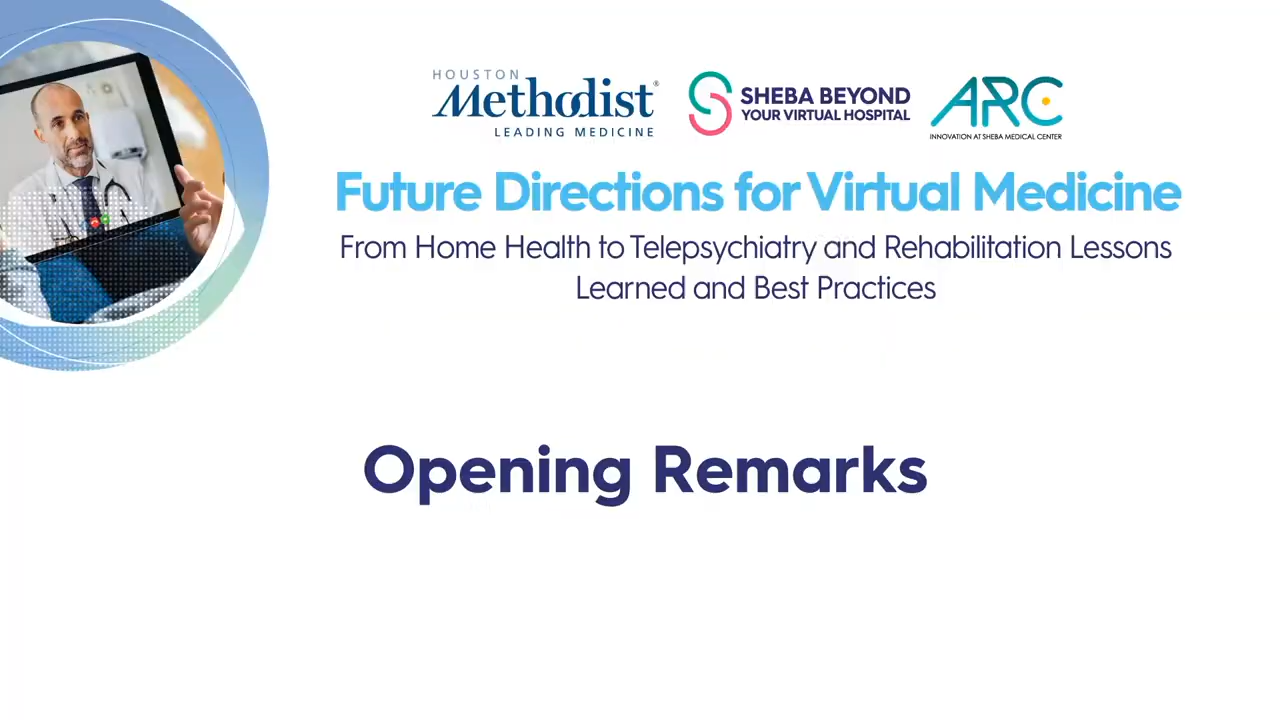 HOUSTON
Methodist®
LEADING MEDICINE
SHEBA BEYOND
YOUR VIRTUAL HOSPITAL
ARC
INNOVATION AT SHEBA MEDICAL CENTER
Future Directions for Virtual Medicine
From Home Health to Telepsychiatry and Rehabilitation Lessons
Learned and Best Practices
Opening Remarks